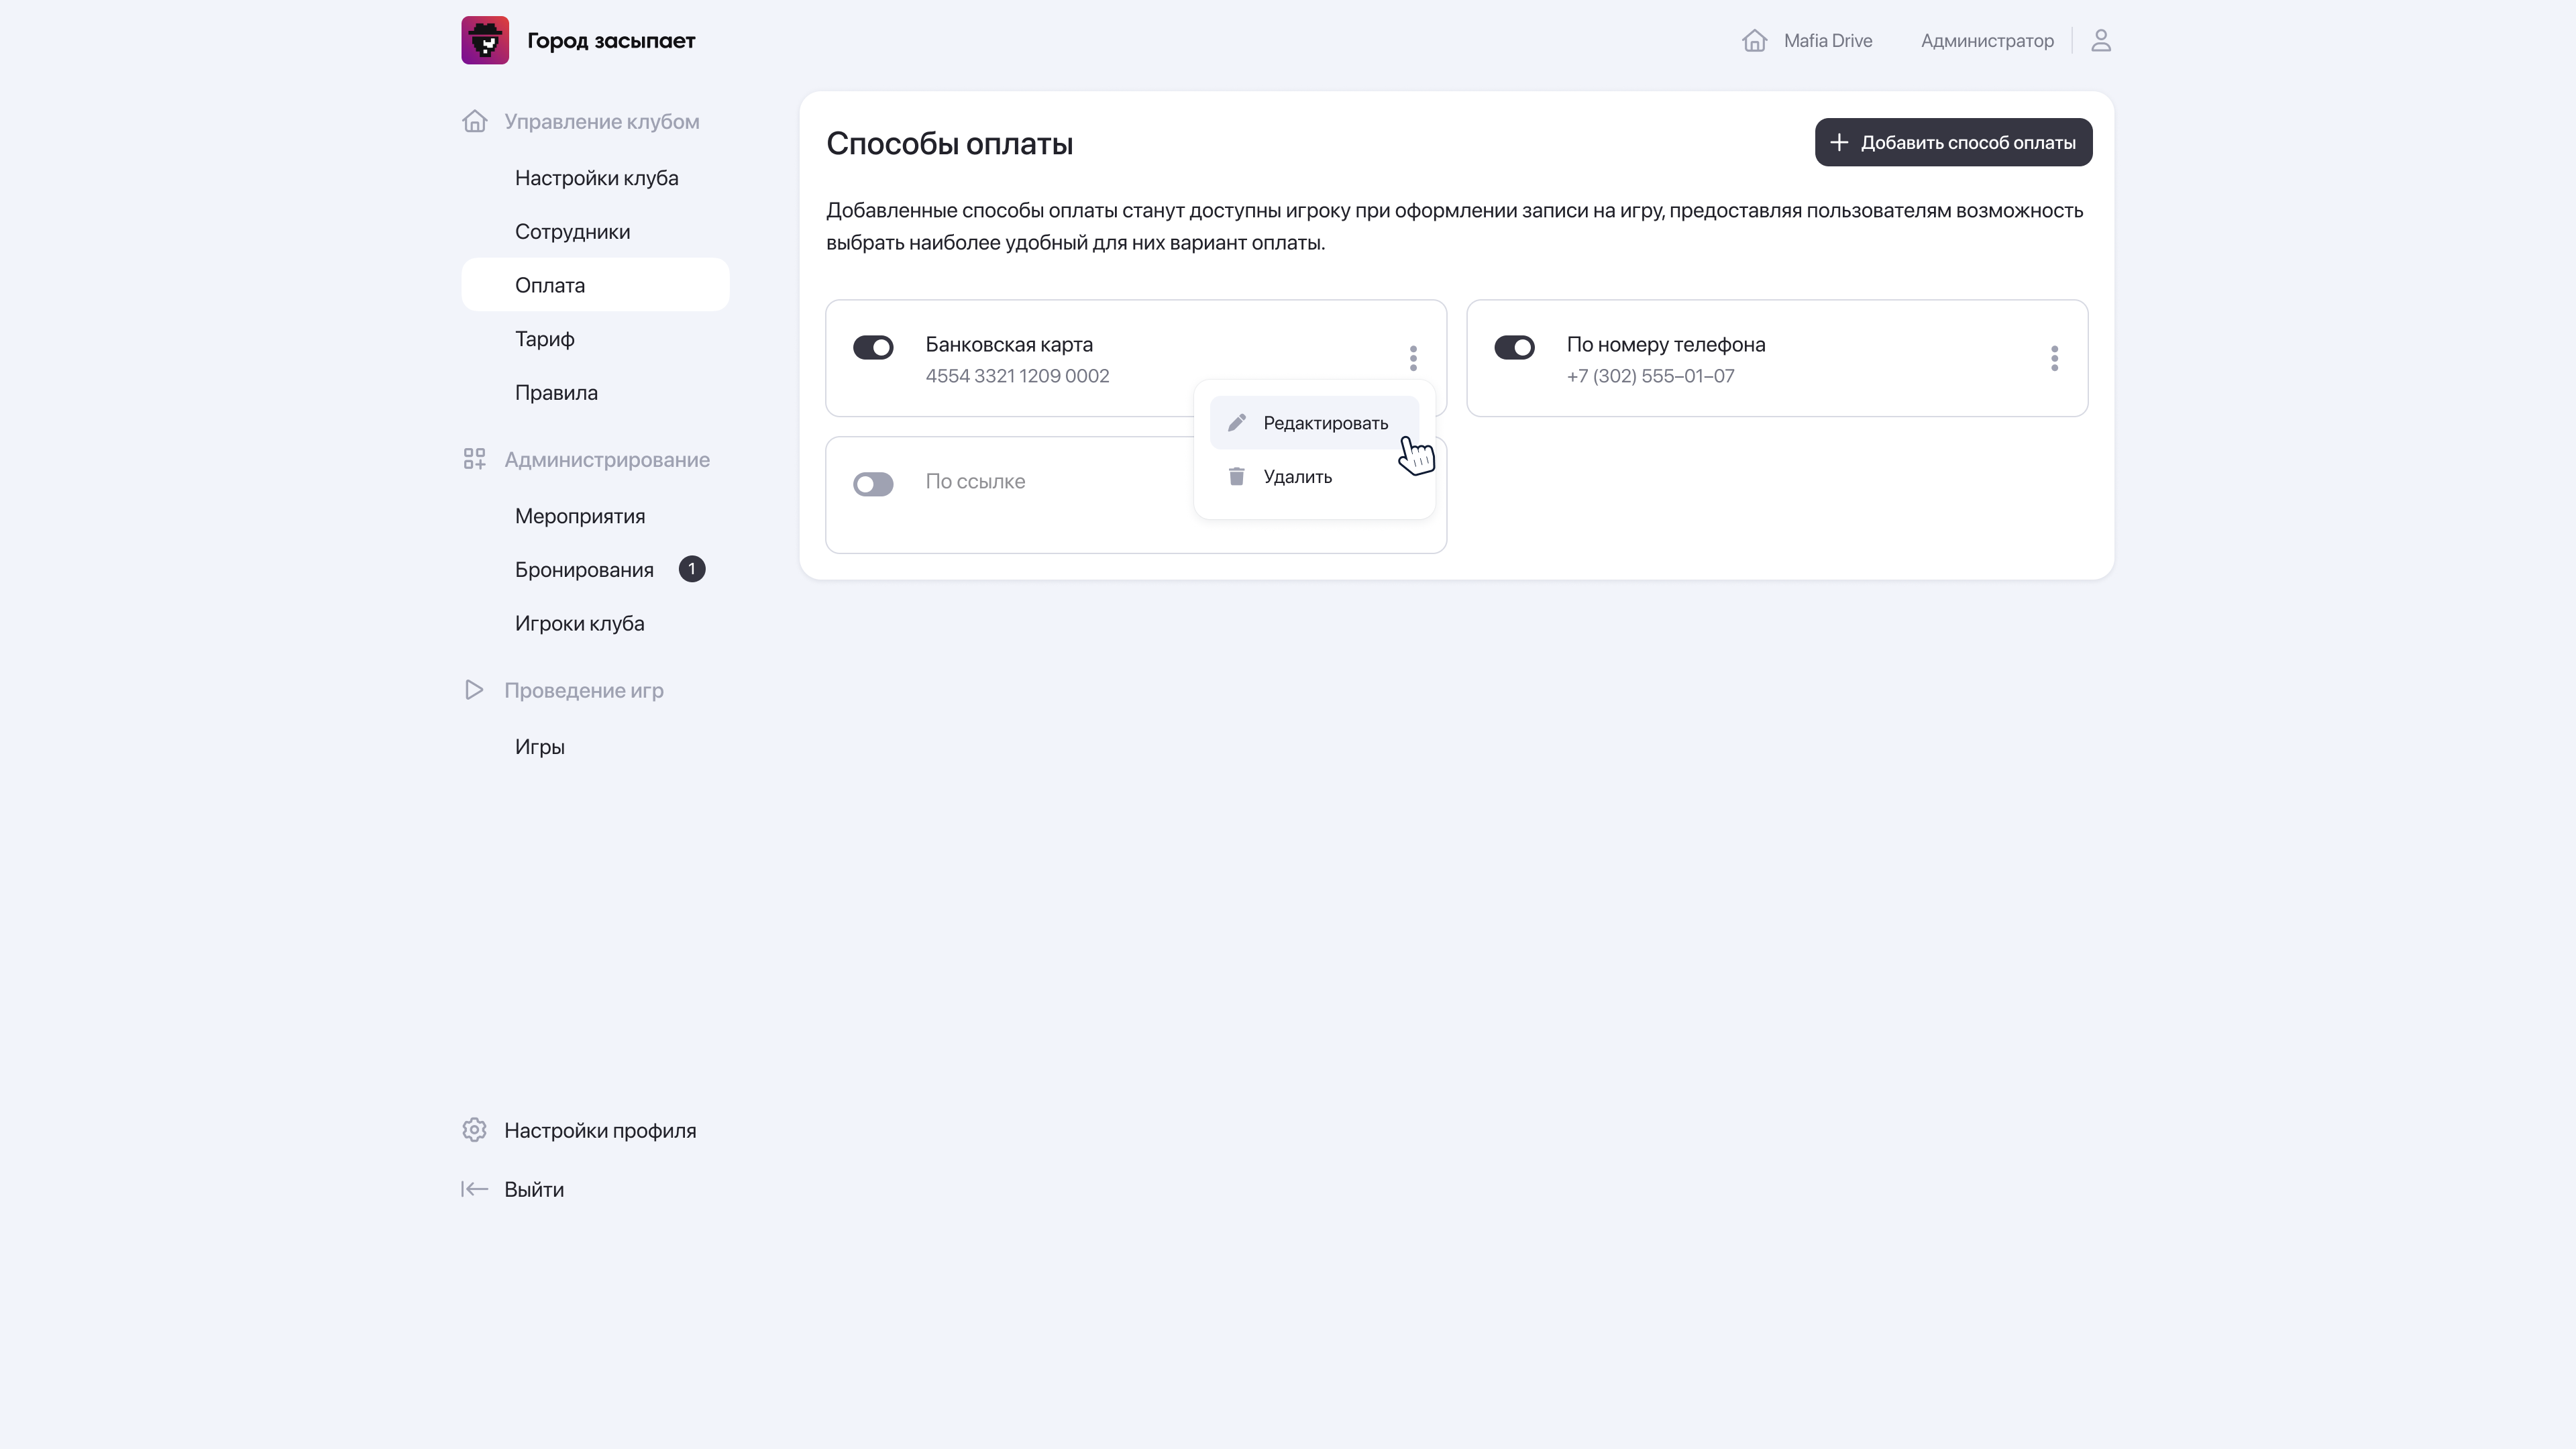 Город засыпает
Mafia Drive
Администратор
Управление клубом
Настройки клуба
Сотрудники
Оплата
Тариф
Правила
Администрирование
Мероприятия
Бронирования 1
Игроки клуба
Проведение игр
Игры
Настройки профиля
Выйти
Способы оплаты
Добавить способ оплаты
Добавленные способы оплаты станут доступны игроку при оформлении записи на игру, предоставляя пользователям возможность
выбрать наиболее удобный для них вариант оплаты.
Банковская карта
4554 3321 1209 0002
По номеру телефона
+7 (302) 555–01–07
Редактировать
Удалить
По ссылке